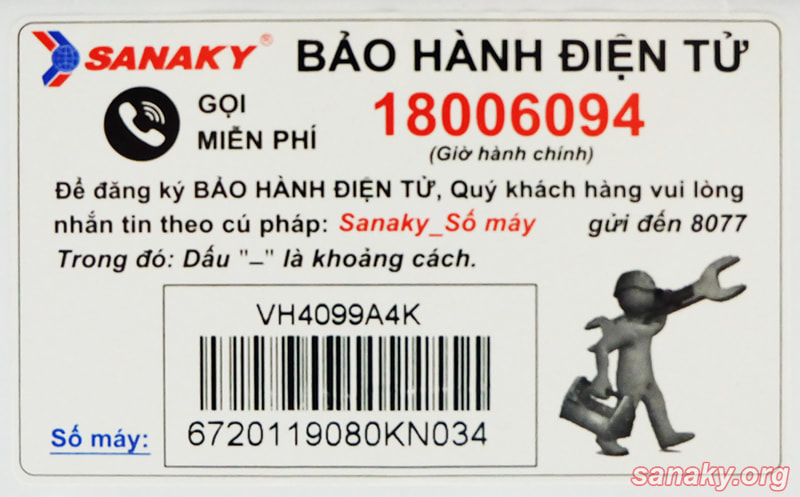 SANAKY® BẢO HÀNH ĐIỆN TỬ
GỌI
MIỄN PHÍ
18006094
(Giờ hành chính)
Để đăng ký BẢO HÀNH ĐIỆN TỬ, Quý khách hàng vui lòng
nhắn tin theo cú pháp: Sanaky_Số máy gửi đến 8077
Trong đó: Dấu "_" là khoảng cách.
VH4099A4K
Số máy: 6720119080KN034
sanaky.org